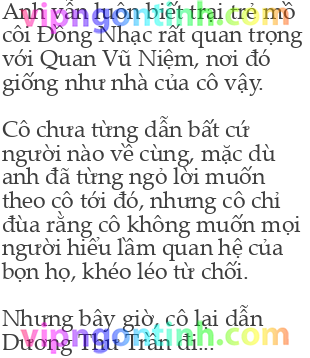 vipngontinh.com
Anh vẫn luôn biết trại trẻ mồ
côi Đồng Nhạc rất quan trọng
với Quan Vũ Niệm, nơi đó
giống như nhà của cô vậy.
Cô chưa từng dẫn bất cứ
người nào về cùng, mặc dù
anh đã từng ngỏ lời muốn
theo cô tới đó, nhưng cô chỉ
đùa rằng cô không muốn mọi
người hiểu lầm quan hệ của
bọn họ, khéo léo từ chối.
Nhưng bây giờ, cô lại dẫn
Dương Thu Trân đi...
vipngontinh.com